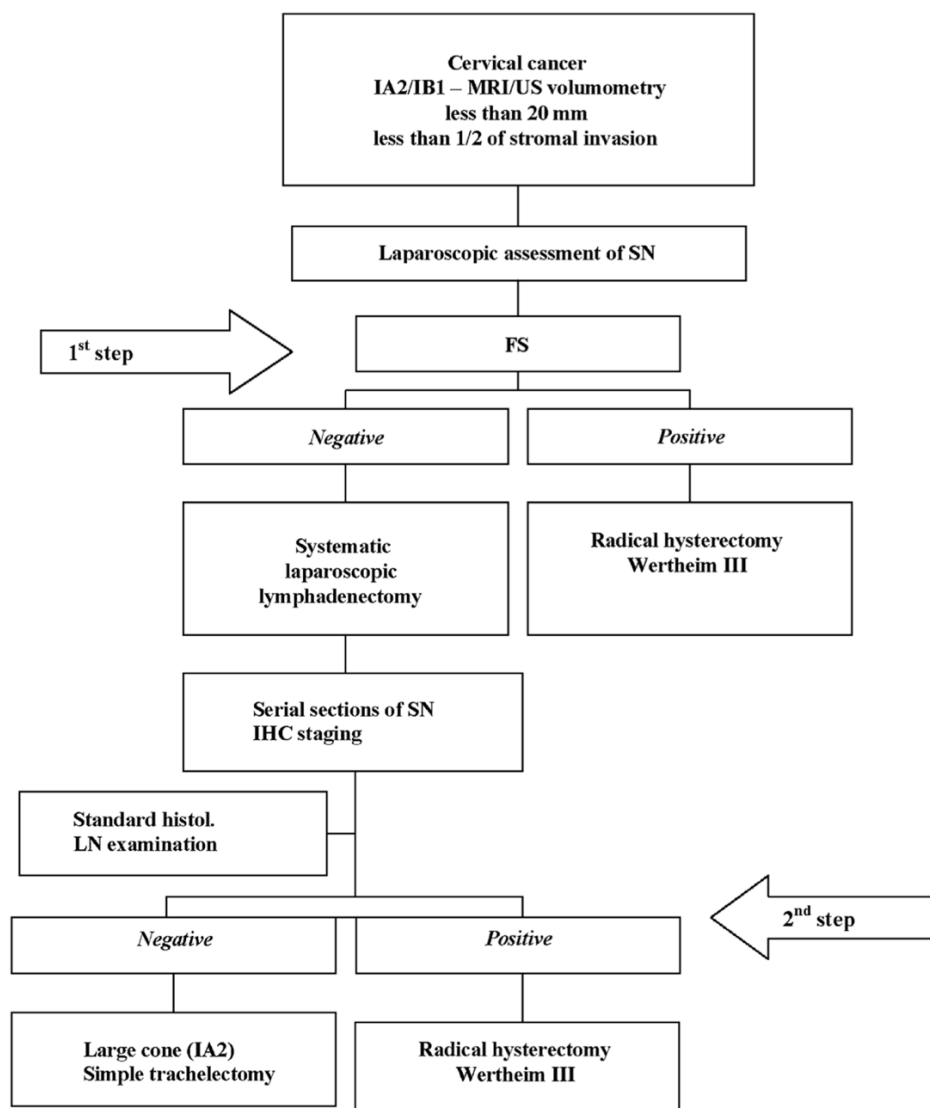 Cervical cancer
IA2/IB1 – MRI/US volumometry
less than 20 mm
less than 1/2 of stromal invasion
Laparoscopic assessment of SN
1st step
FS
Negative
Positive
Systematic
laparoscopic
lymphadenectomy
Radical hysterectomy
Wertheim III
Serial sections of SN
IHC staging
Standard histol.
LN examination
2nd step
Negative
Positive
Large cone (IA2)
Simple trachelectomy
Radical hysterectomy
Wertheim III